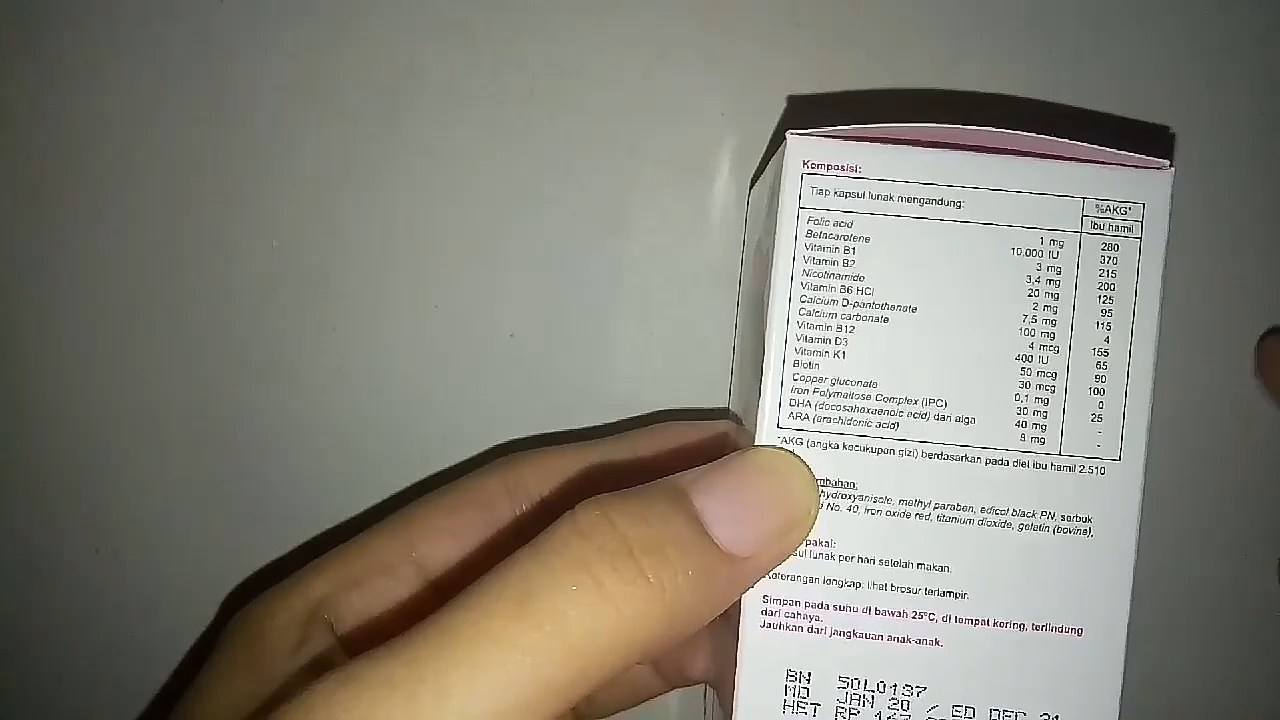 Komposisi:
Tiap kapsul lunak mengandung: %AKG*
Ibu hamil
Folic acid 1 mg 280
Betacarotene 10.000 IU 370
Vitamin B1 3 mg 215
Vitamin B2 3,4 mg 200
Nicotinamide 20 mg 125
Vitamin B6 HCl 2 mg 95
Calcium D-pantothenate 7,5 mg 115
Calcium carbonate 100 mg 4
Vitamin B12 4 mcg 155
Vitamin D3 400 IU 65
Vitamin K1 50 mcg 90
Biotin 30 mcg 100
Copper gluconate 0,1 mg 0
Iron Polymaltose Complex (IPC) 30 mg 25
DHA (docosahexaenoic acid) dari alga 40 mg -
ARA (arachidonic acid) 8 mg -
*AKG (angka kecukupan gizi) berdasarkan pada diet ibu hamil 2.510
mbahan:
hydroxyanisole, methyl paraben, edicol black PN, serbuk
No. 40, iron oxide red, titanium dioxide, gelatin (bovine),
pakai:
sul lunak per hari setelah makan.
Keterangan lengkap: lihat brosur terlampir.
Simpan pada suhu di bawah 25°C, di tempat kering, terlindung
dari cahaya.
Jauhkan dari jangkauan anak-anak.
BN 50L0187
MD JAN 20 / ED DEC 21
HET RP